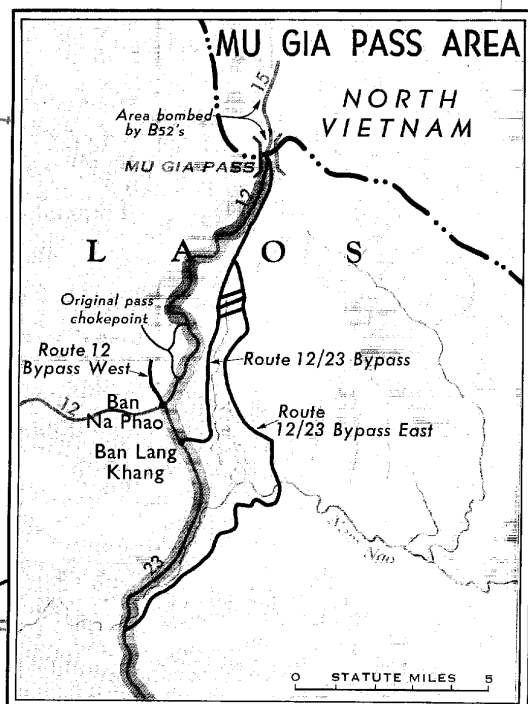 MU GIA PASS AREA
15
NORTH
VIETNAM
Area bombed
by B52's
MU GIA PASS
12
L A O S
Original pass
chokepoint
Route 12
Bypass West
Route 12/23 Bypass
12
Ban
Na Phao
Route
12/23 Bypass East
Ban Lang
Khang
Nam Nao
23
0 STATUTE MILES 5